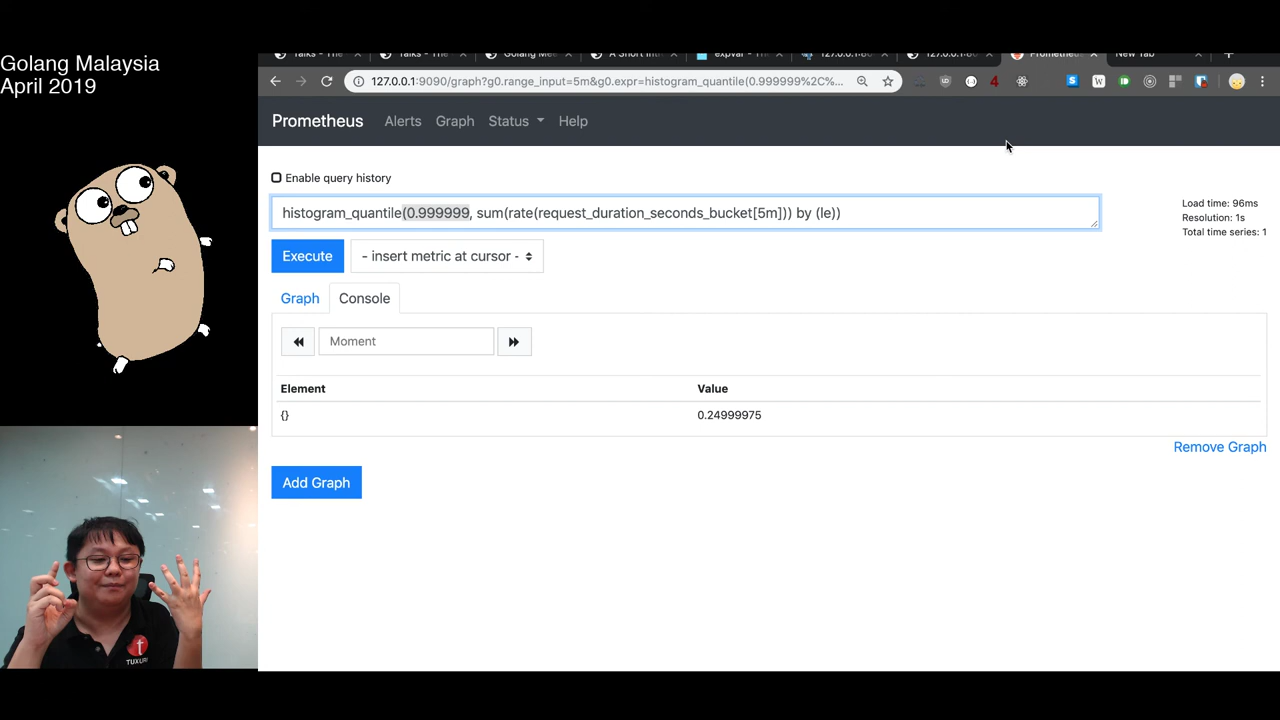 Golang Malaysia
April 2019
127.0.0.1:9090/graph?g0.range_input=5m&g0.expr=histogram_quantile(0.999999%2C%...
Prometheus Alerts Graph Status Help
Enable query history
histogram_quantile(0.999999, sum(rate(request_duration_seconds_bucket[5m])) by (le))
Load time: 96ms
Resolution: 1s
Total time series: 1
Execute
- insert metric at cursor -
Graph Console
Moment
Element Value
{} 0.24999975
Remove Graph
Add Graph